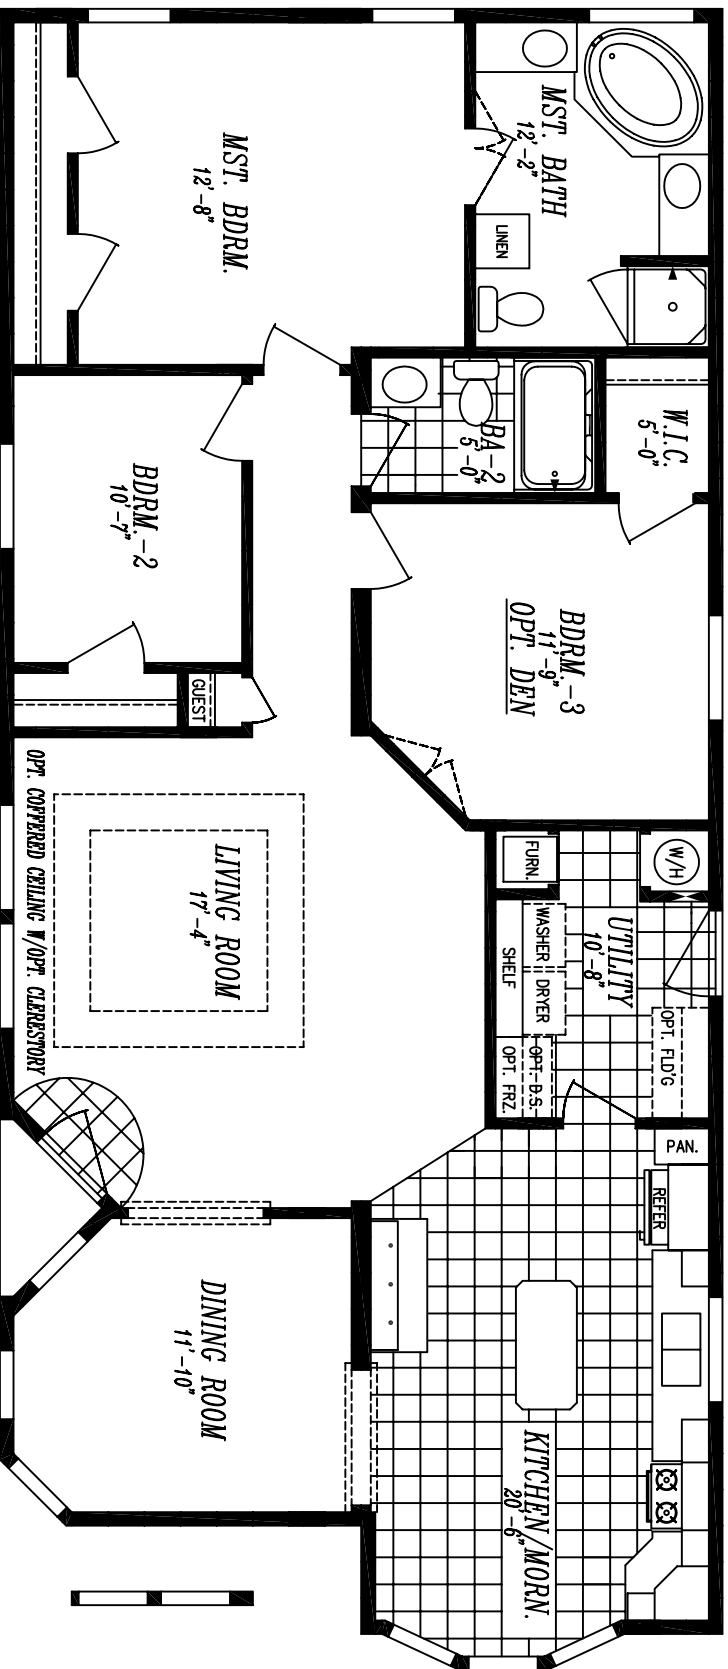 MST. BATH
12'-2"
LINEN
MST. BDRM.
12'-8"
W.I.C.
5'-0"
BA-2
5'-0"
BDRM.-2
10'-7"
BDRM.-3
11'-9"
OPT. DEN
GUEST
OPT. COFFERED CEILING W/OPT. CLERESTORY
LIVING ROOM
17'-4"
FURN.
W/H
UTILITY
10'-8"
WASHER
DRYER
SHELF
OPT. D.S.
OPT. FRZ.
OPT. FLD'G
PAN.
REFER
DINING ROOM
11'-10"
KITCHEN/MORN.
20'-6"